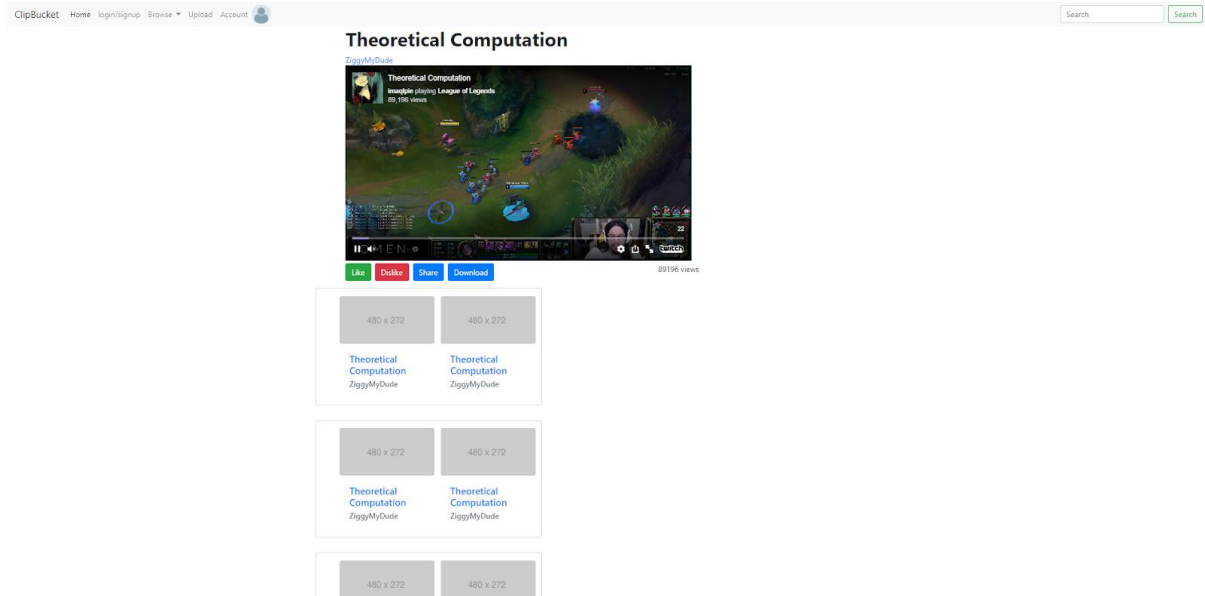 ClipBucket Home login/signup Browse Upload Account Search Search
Theoretical Computation
ZiggyMyDude
Theoretical Computation
imaqtpie playing League of Legends
89,196 views
22
twitch
Like Dislike Share Download 89196 views
480 x 272 480 x 272
Theoretical Theoretical
Computation Computation
ZiggyMyDude ZiggyMyDude
480 x 272 480 x 272
Theoretical Theoretical
Computation Computation
ZiggyMyDude ZiggyMyDude
480 x 272 480 x 272